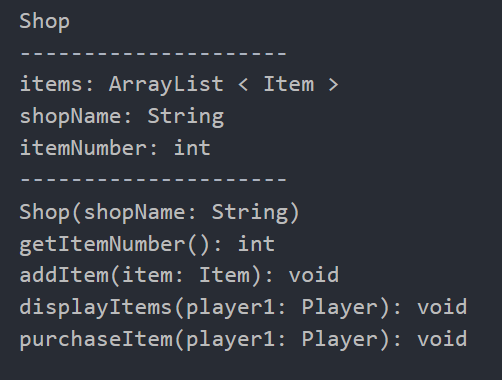 Shop
---------------------
items: ArrayList < Item >
shopName: String
itemNumber: int
---------------------
Shop(shopName: String)
getItemNumber(): int
addItem(item: Item): void
displayItems(player1: Player): void
purchaseItem(player1: Player): void